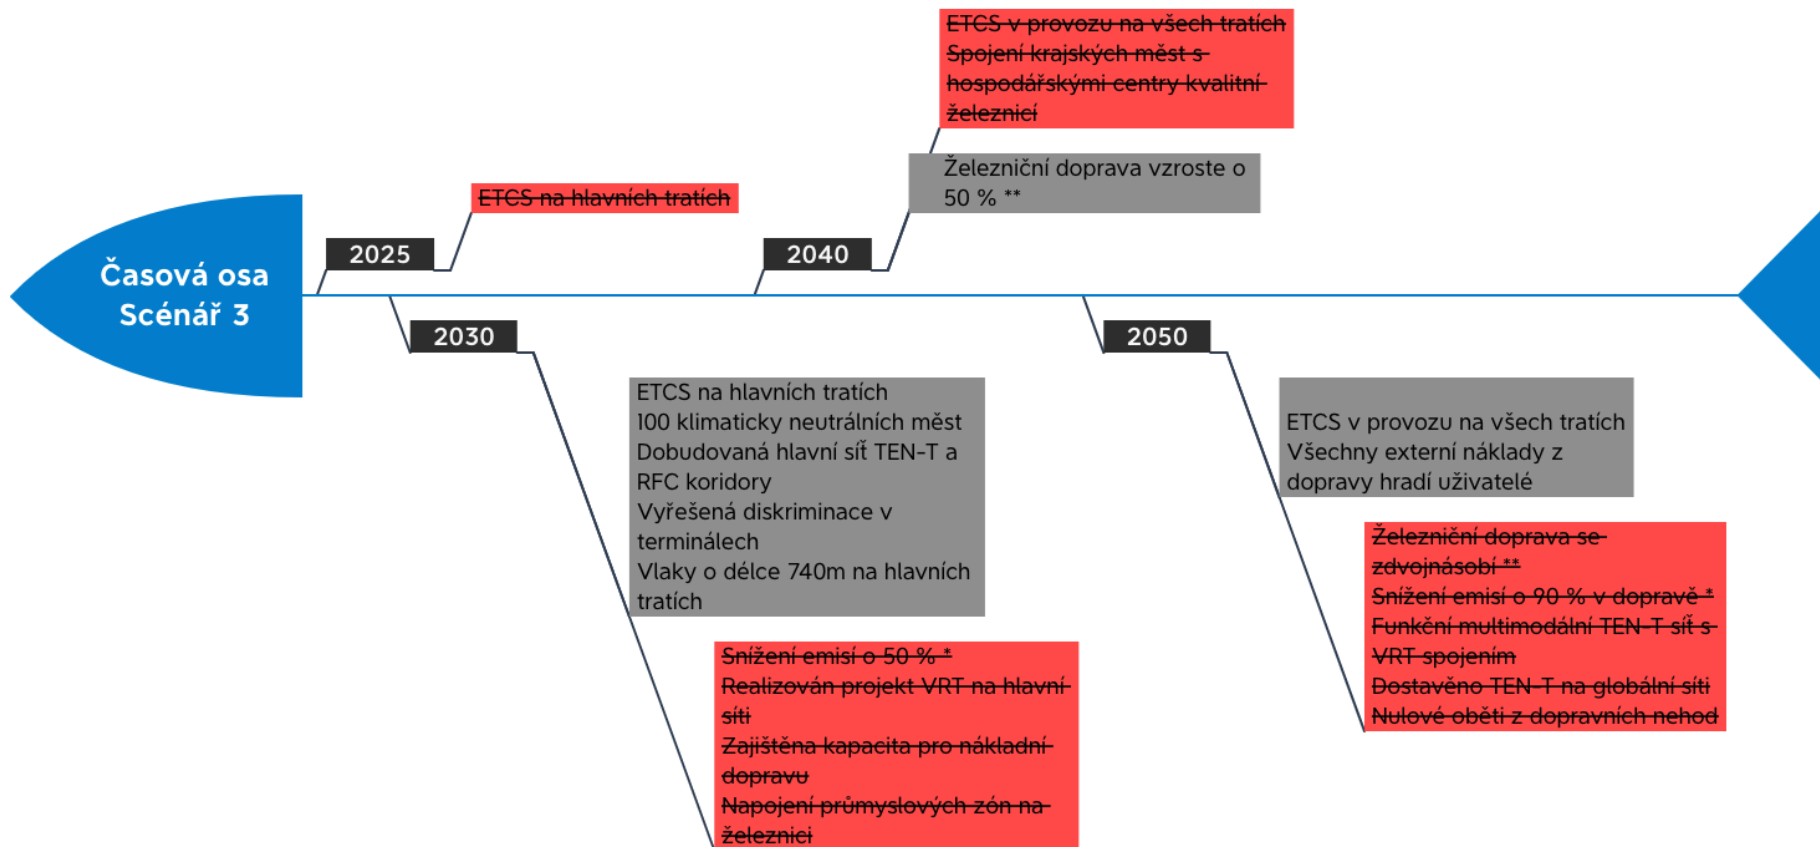 Časová osa
Scénář 3
2025
ETCS na hlavních tratích
2030
ETCS na hlavních tratích
100 klimaticky neutrálních měst
Dobudovaná hlavní síť TEN-T a
RFC koridory
Vyřešená diskriminace v
terminálech
Vlaky o délce 740m na hlavních
tratích
Snížení emisí o 50 % *
Realizován projekt VRT na hlavní
síti
Zajištěna kapacita pro nákladní
dopravu
Napojení průmyslových zón na
železnici
2040
ETCS v provozu na všech tratích
Spojení krajských měst s
hospodářskými centry kvalitní
železnicí
Železniční doprava vzroste o
50 % **
2050
ETCS v provozu na všech tratích
Všechny externí náklady z
dopravy hradí uživatelé
Železniční doprava se
zdvojnásobí **
Snížení emisí o 90 % v dopravě *
Funkční multimodální TEN-T síť s
VRT spojením
Dostavěno TEN-T na globální síti
Nulové oběti z dopravních nehod